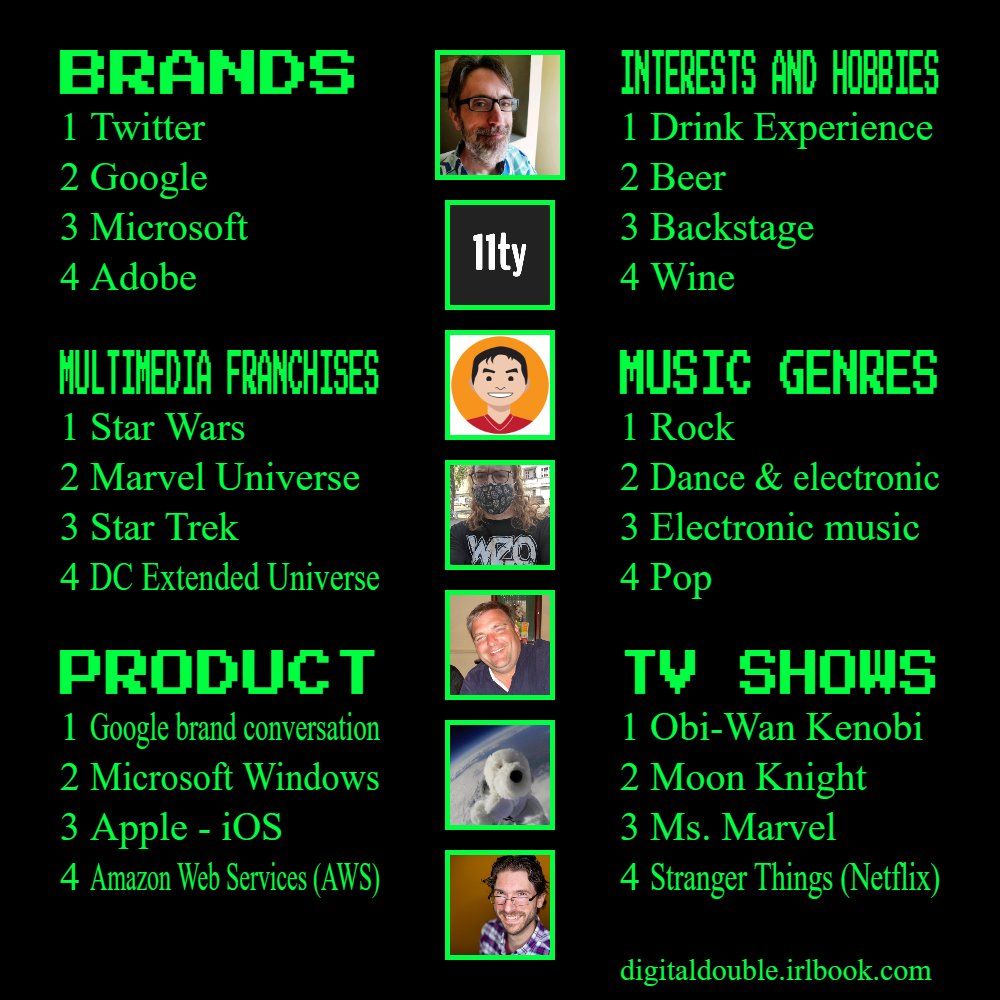 BRANDS
1 Twitter
2 Google
3 Microsoft
4 Adobe
MULTIMEDIA FRANCHISES
1 Star Wars
2 Marvel Universe
3 Star Trek
4 DC Extended Universe
PRODUCT
1 Google brand conversation
2 Microsoft Windows
3 Apple - iOS
4 Amazon Web Services (AWS)
11ty
INTERESTS AND HOBBIES
1 Drink Experience
2 Beer
3 Backstage
4 Wine
MUSIC GENRES
1 Rock
2 Dance & electronic
3 Electronic music
4 Pop
TV SHOWS
1 Obi-Wan Kenobi
2 Moon Knight
3 Ms. Marvel
4 Stranger Things (Netflix)
digitaldouble.irlbook.com